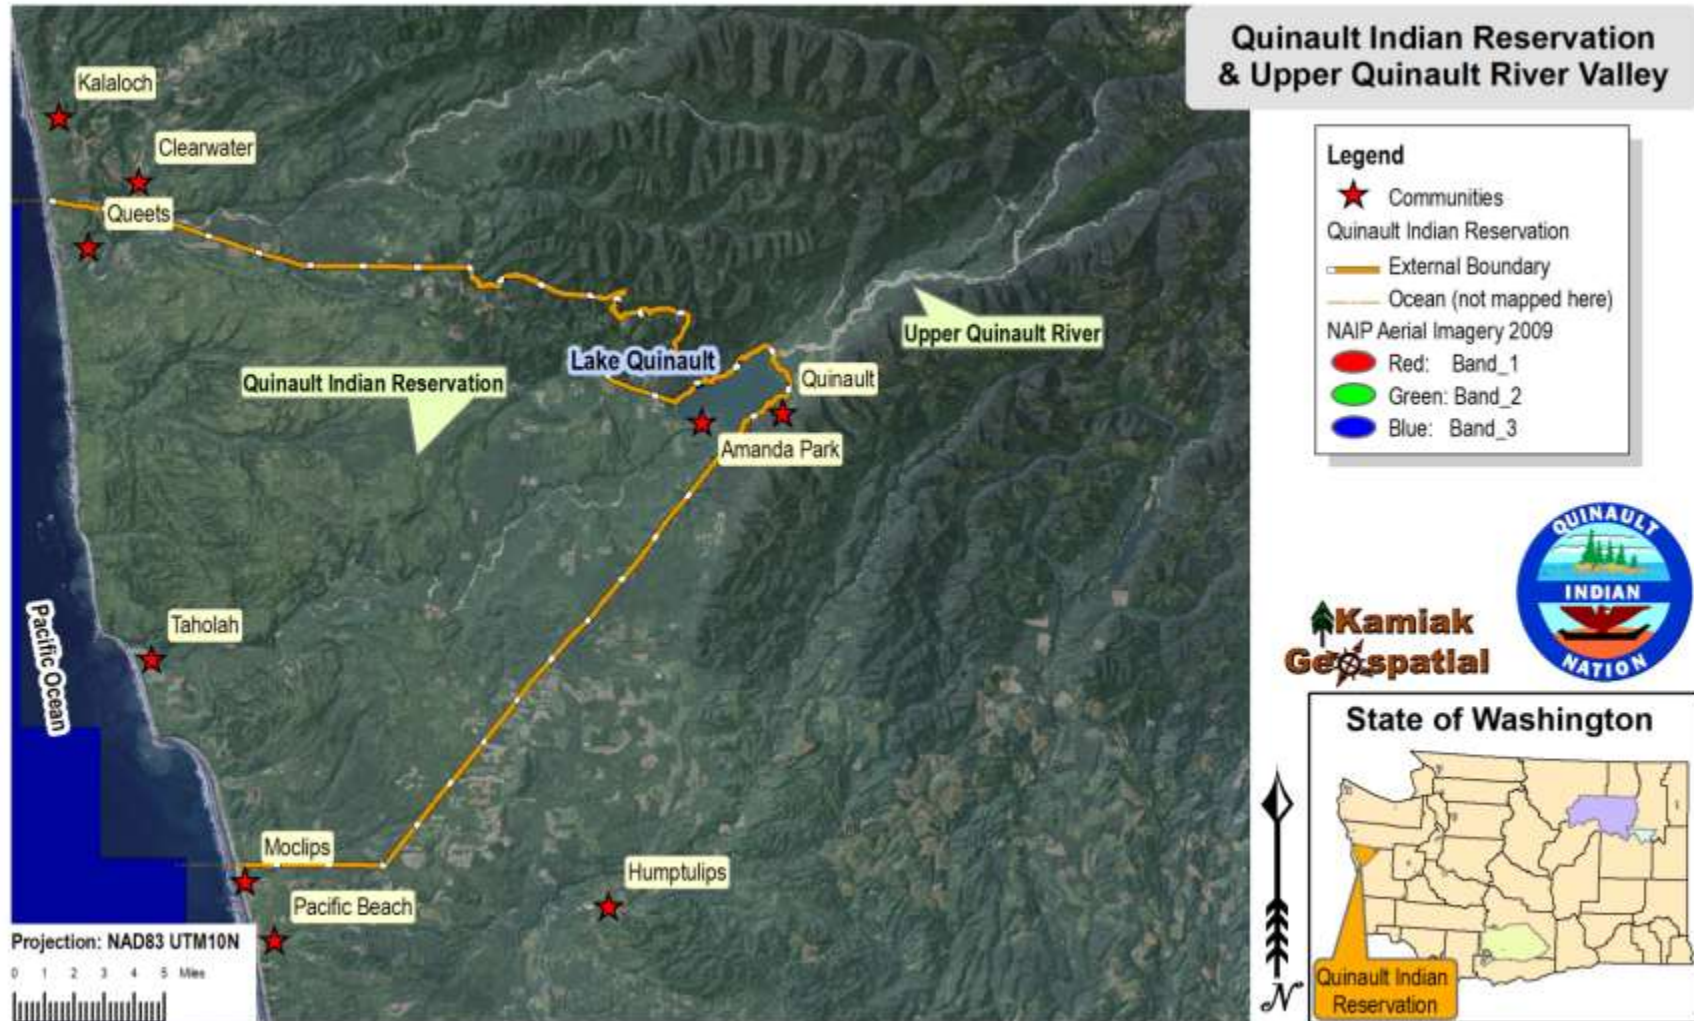 Quinault Indian Reservation
& Upper Quinault River Valley
Kalaloch
Clearwater
Queets
Lake Quinault
Upper Quinault River
Quinault Indian Reservation
Quinault
Amanda Park
Taholah
Pacific Ocean
Moclips
Humptulips
Pacific Beach
Projection: NAD83 UTM10N
0 1 2 3 4 5 Miles
Legend
Communities
Quinault Indian Reservation
External Boundary
Ocean (not mapped here)
NAIP Aerial Imagery 2009
Red: Band_1
Green: Band_2
Blue: Band_3
Kamiak
Geospatial
QUINAULT
INDIAN
NATION
N
State of Washington
Quinault Indian
Reservation